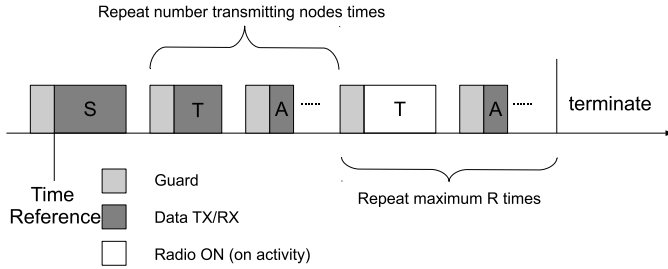 Repeat number transmitting nodes times
S
T
A
......
T
A
......
terminate
Time
Reference
Guard
Data TX/RX
Radio ON (on activity)
Repeat maximum R times